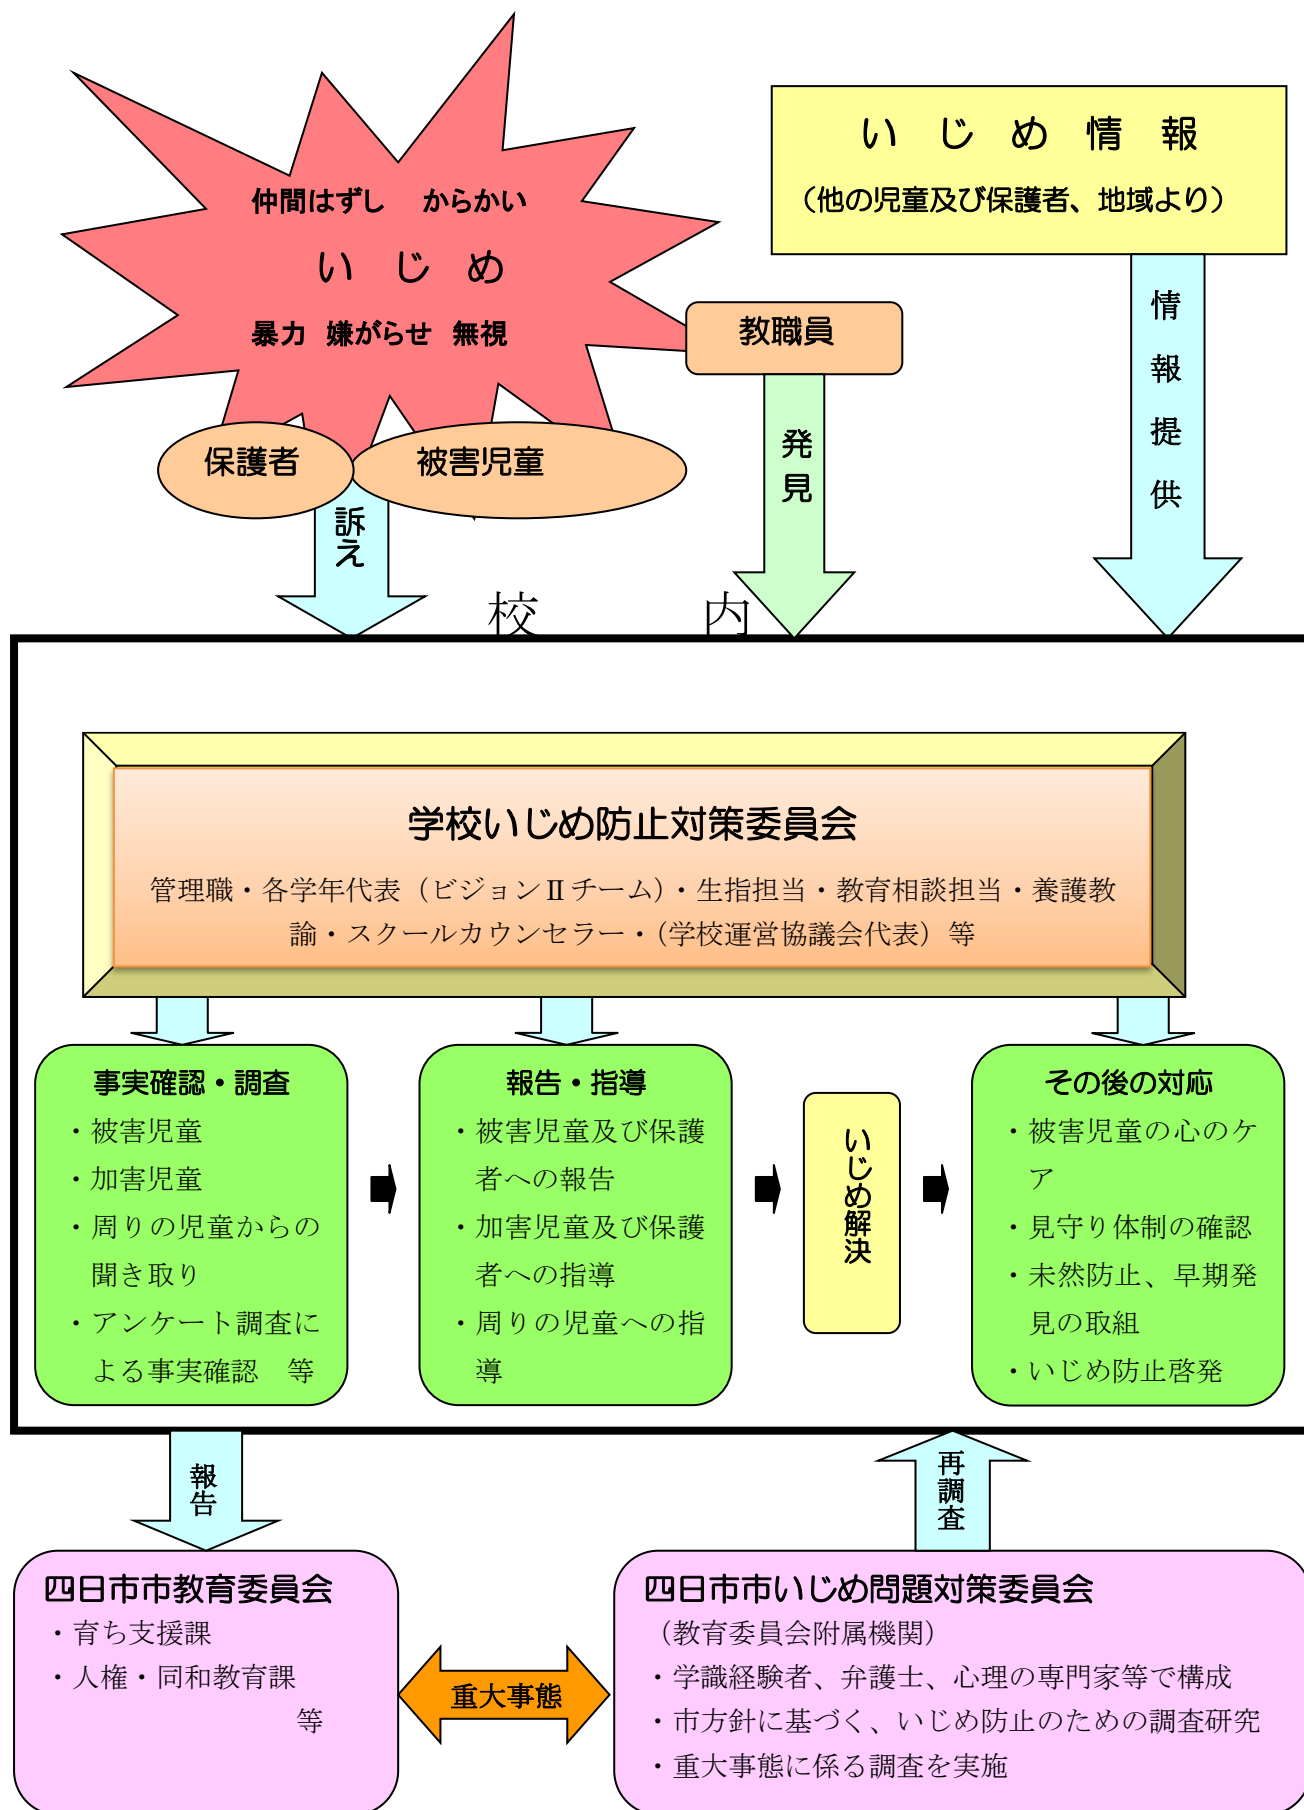 仲間はずし　からかい
い　じ　め
暴力　嫌がらせ　無視
い　じ　め　情　報
（他の児童及び保護者、地域より）
教職員
保護者
被害児童
訴え
発見
情報提供
校　内
学校いじめ防止対策委員会
管理職・各学年代表（ビジョンⅡチーム）・生指担当・教育相談担当・養護教
諭・スクールカウンセラー・（学校運営協議会代表）等
事実確認・調査
・被害児童
・加害児童
・周りの児童からの
聞き取り
・アンケート調査に
よる事実確認　等
報告・指導
・被害児童及び保護
者への報告
・加害児童及び保護
者への指導
・周りの児童への指
導
いじめ解決
その後の対応
・被害児童の心のケ
ア
・見守り体制の確認
・未然防止、早期発
見の取組
・いじめ防止啓発
報告
再調査
四日市市教育委員会
・育ち支援課
・人権・同和教育課
等
重大事態
四日市市いじめ問題対策委員会
（教育委員会附属機関）
・学識経験者、弁護士、心理の専門家等で構成
・市方針に基づく、いじめ防止のための調査研究
・重大事態に係る調査を実施